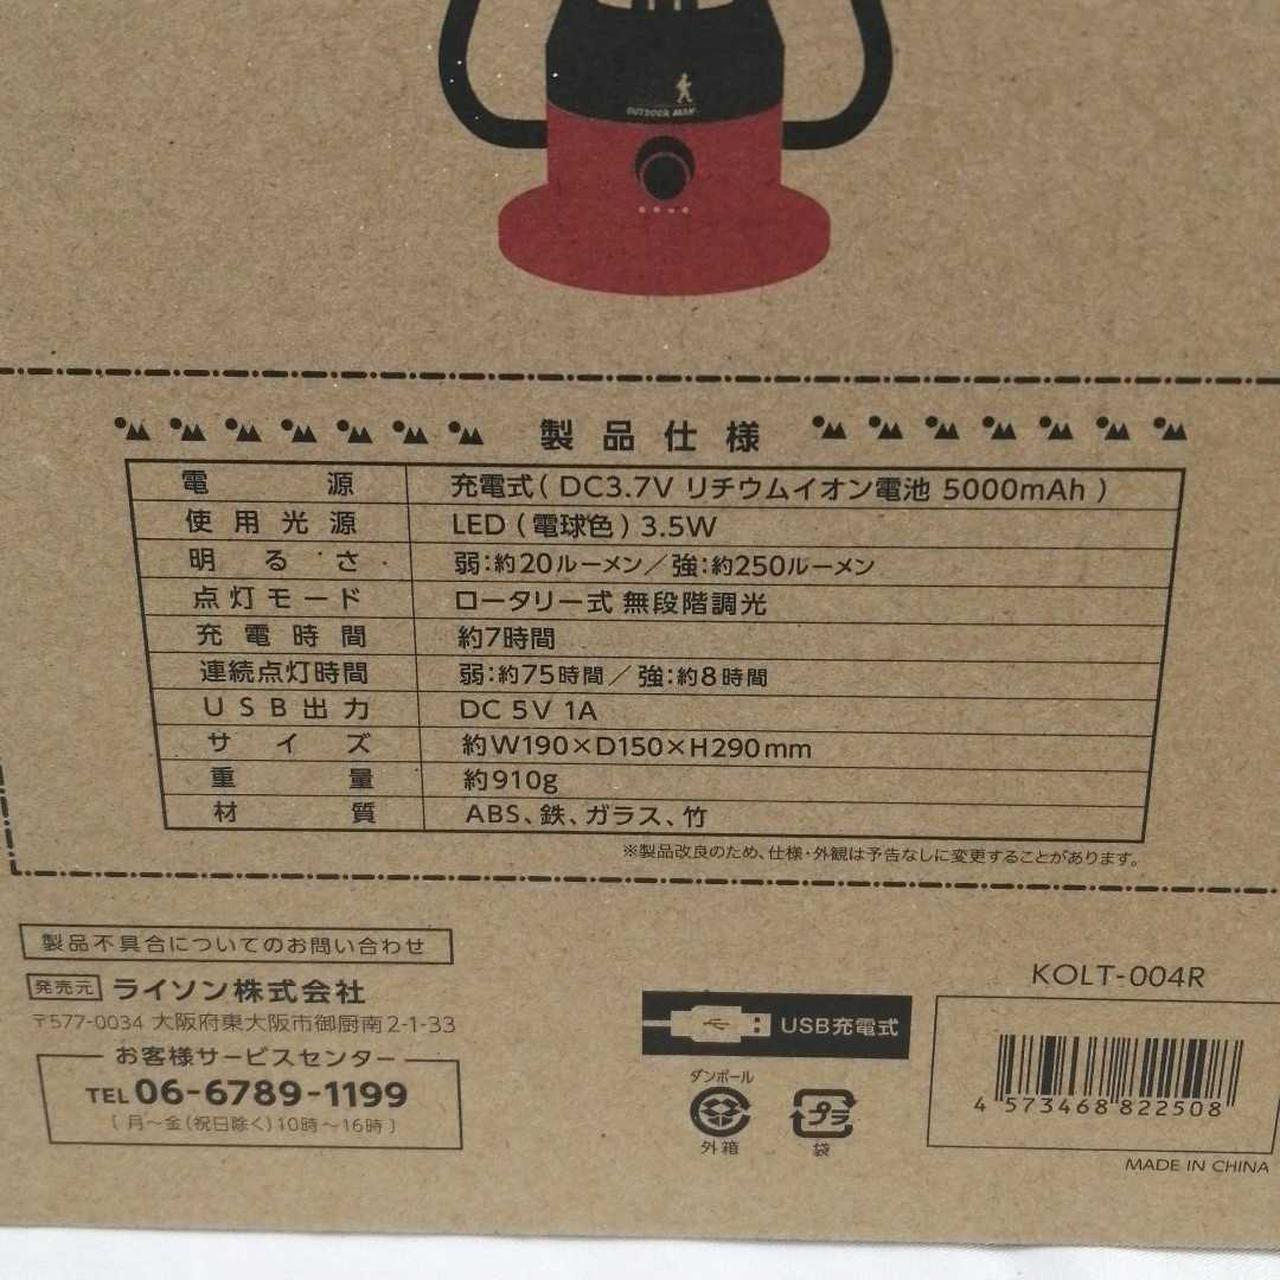 OUTDOOR MAN
製品仕様
電源 充電式(DC3.7V リチウムイオン電池 5000mAh)
使用光源 LED(電球色)3.5W
明るさ 弱:約20ルーメン/強:約250ルーメン
点灯モード ロータリー式 無段階調光
充電時間 約7時間
連続点灯時間 弱:約75時間/強:約8時間
USB出力 DC 5V 1A
サイズ 約W190×D150×H290mm
重量 約910g
材質 ABS、鉄、ガラス、竹
※製品改良のため、仕様・外観は予告なしに変更することがあります。
製品不具合についてのお問い合わせ
発売元 ライソン株式会社
〒577-0034 大阪府東大阪市御厨南2-1-33
お客様サービスセンター
TEL 06-6789-1199
(月〜金(祝日除く)10時〜16時)
USB充電式
ダンボール
外箱
プラ
袋
KOLT-004R
4 573468 822508
MADE IN CHINA